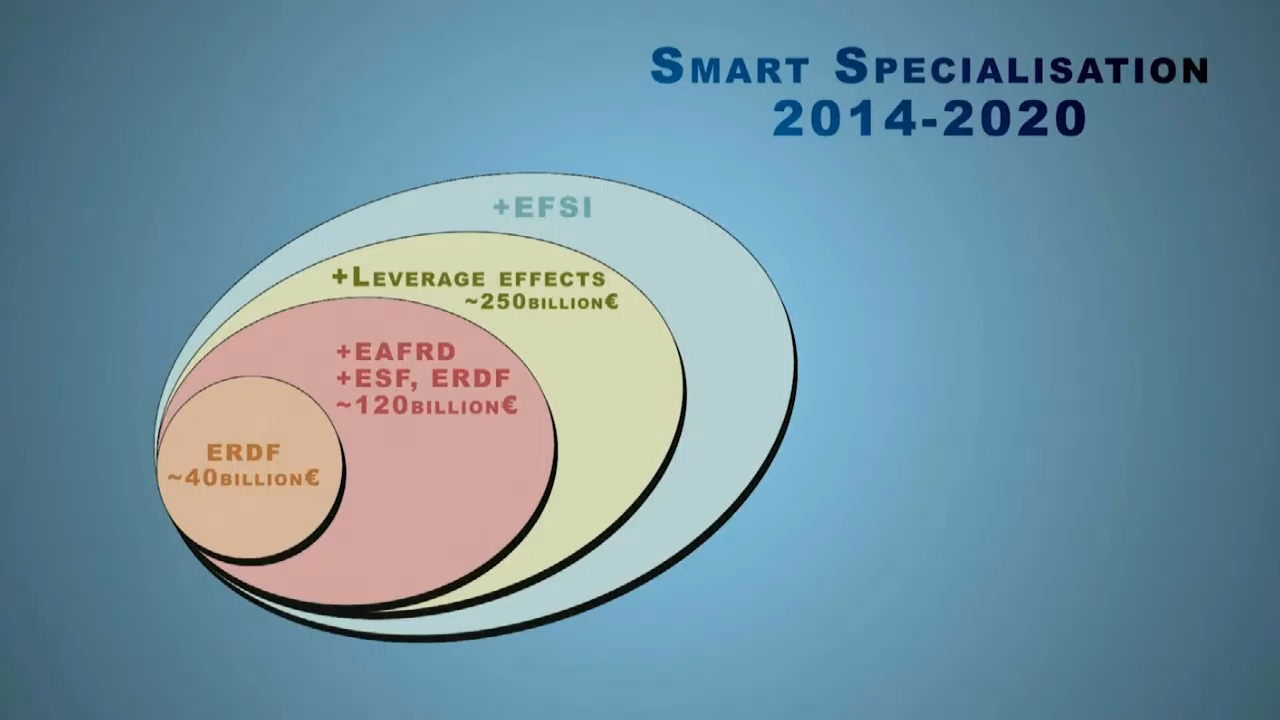 SMART SPECIALISATION
2014-2020
+EFSI
+LEVERAGE EFFECTS
~250BILLION€
+EAFRD
+ESF, ERDF
~120BILLION€
ERDF
~40BILLION€